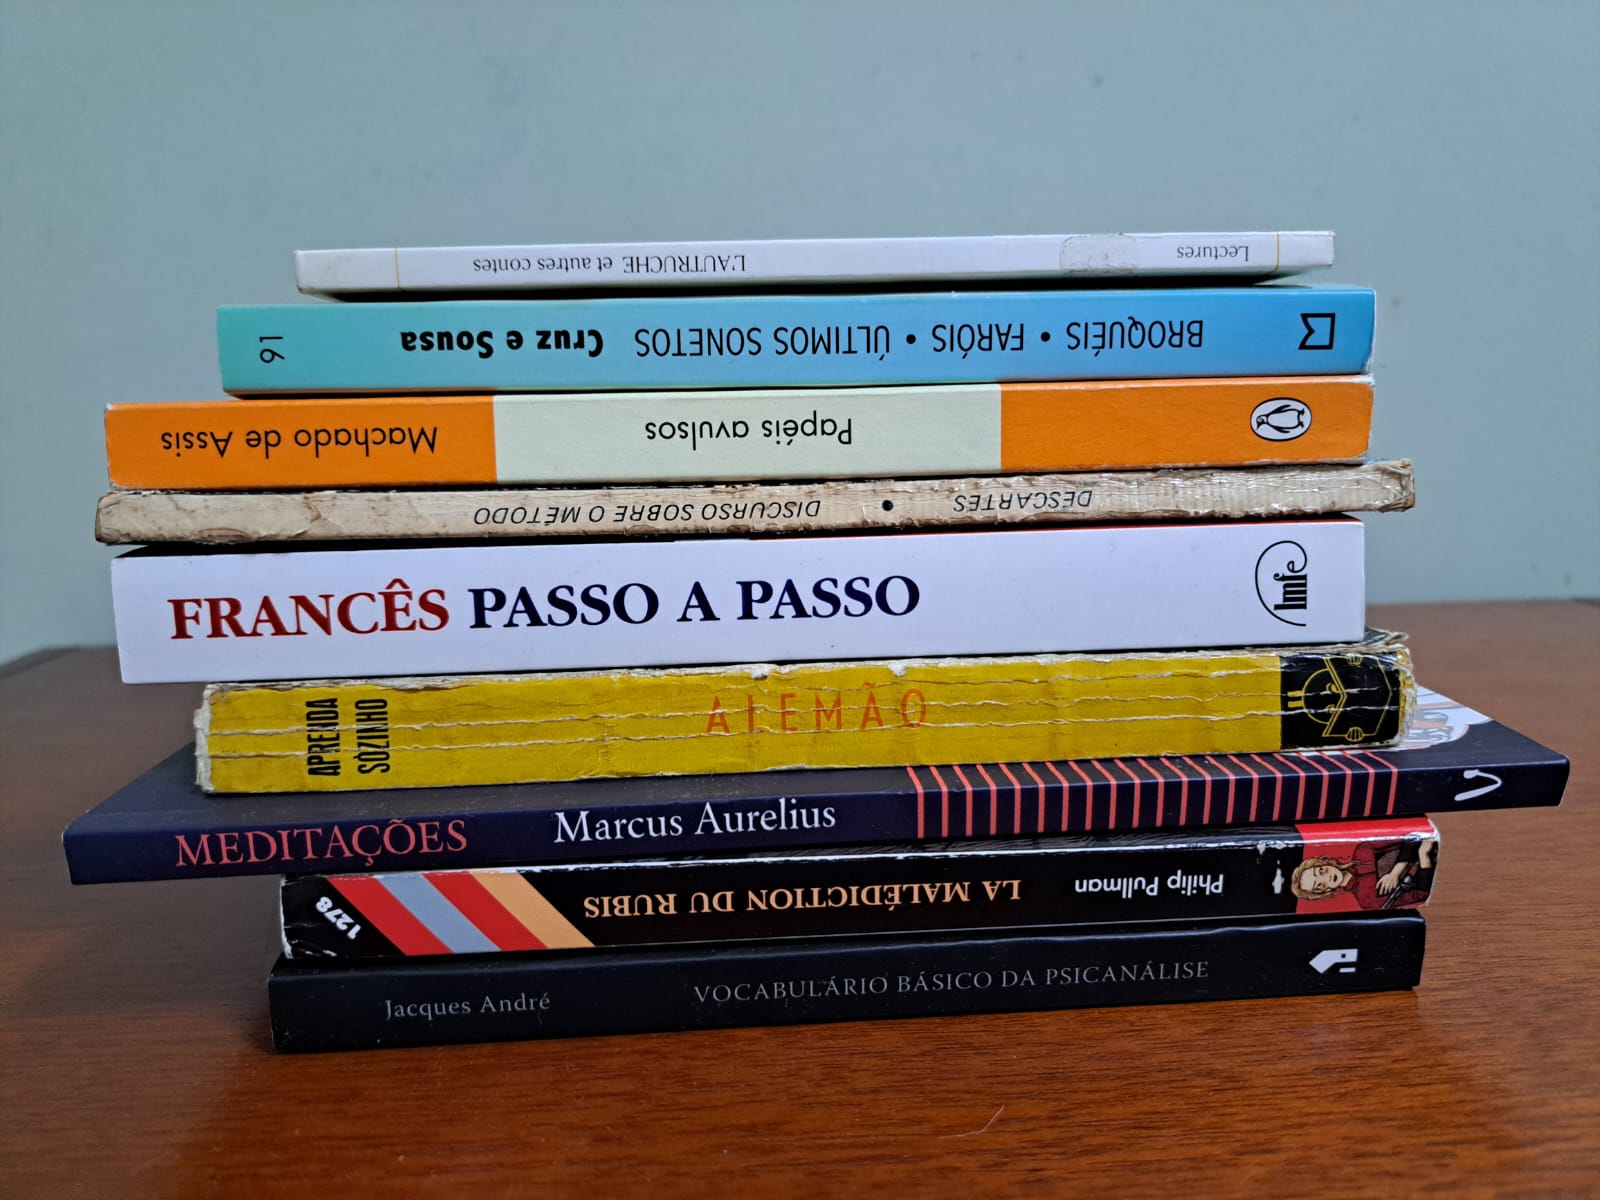 Lectures L'AUTRUCHE et autres contes
BROQUÉIS • FARÓIS • ÚLTIMOS SONETOS Cruz e Sousa 91
Papéis avulsos Machado de Assis
DESCARTES • DISCURSO SOBRE O MÉTODO
FRANCÊS PASSO A PASSO wmfe
APRENDA
SÒZINHO
ALEMÃO
MEDITAÇÕES Marcus Aurelius
Philip Pullman LA MALÉDICTION DU RUBIS 1278
Jacques André VOCABULÁRIO BÁSICO DA PSICANÁLISE